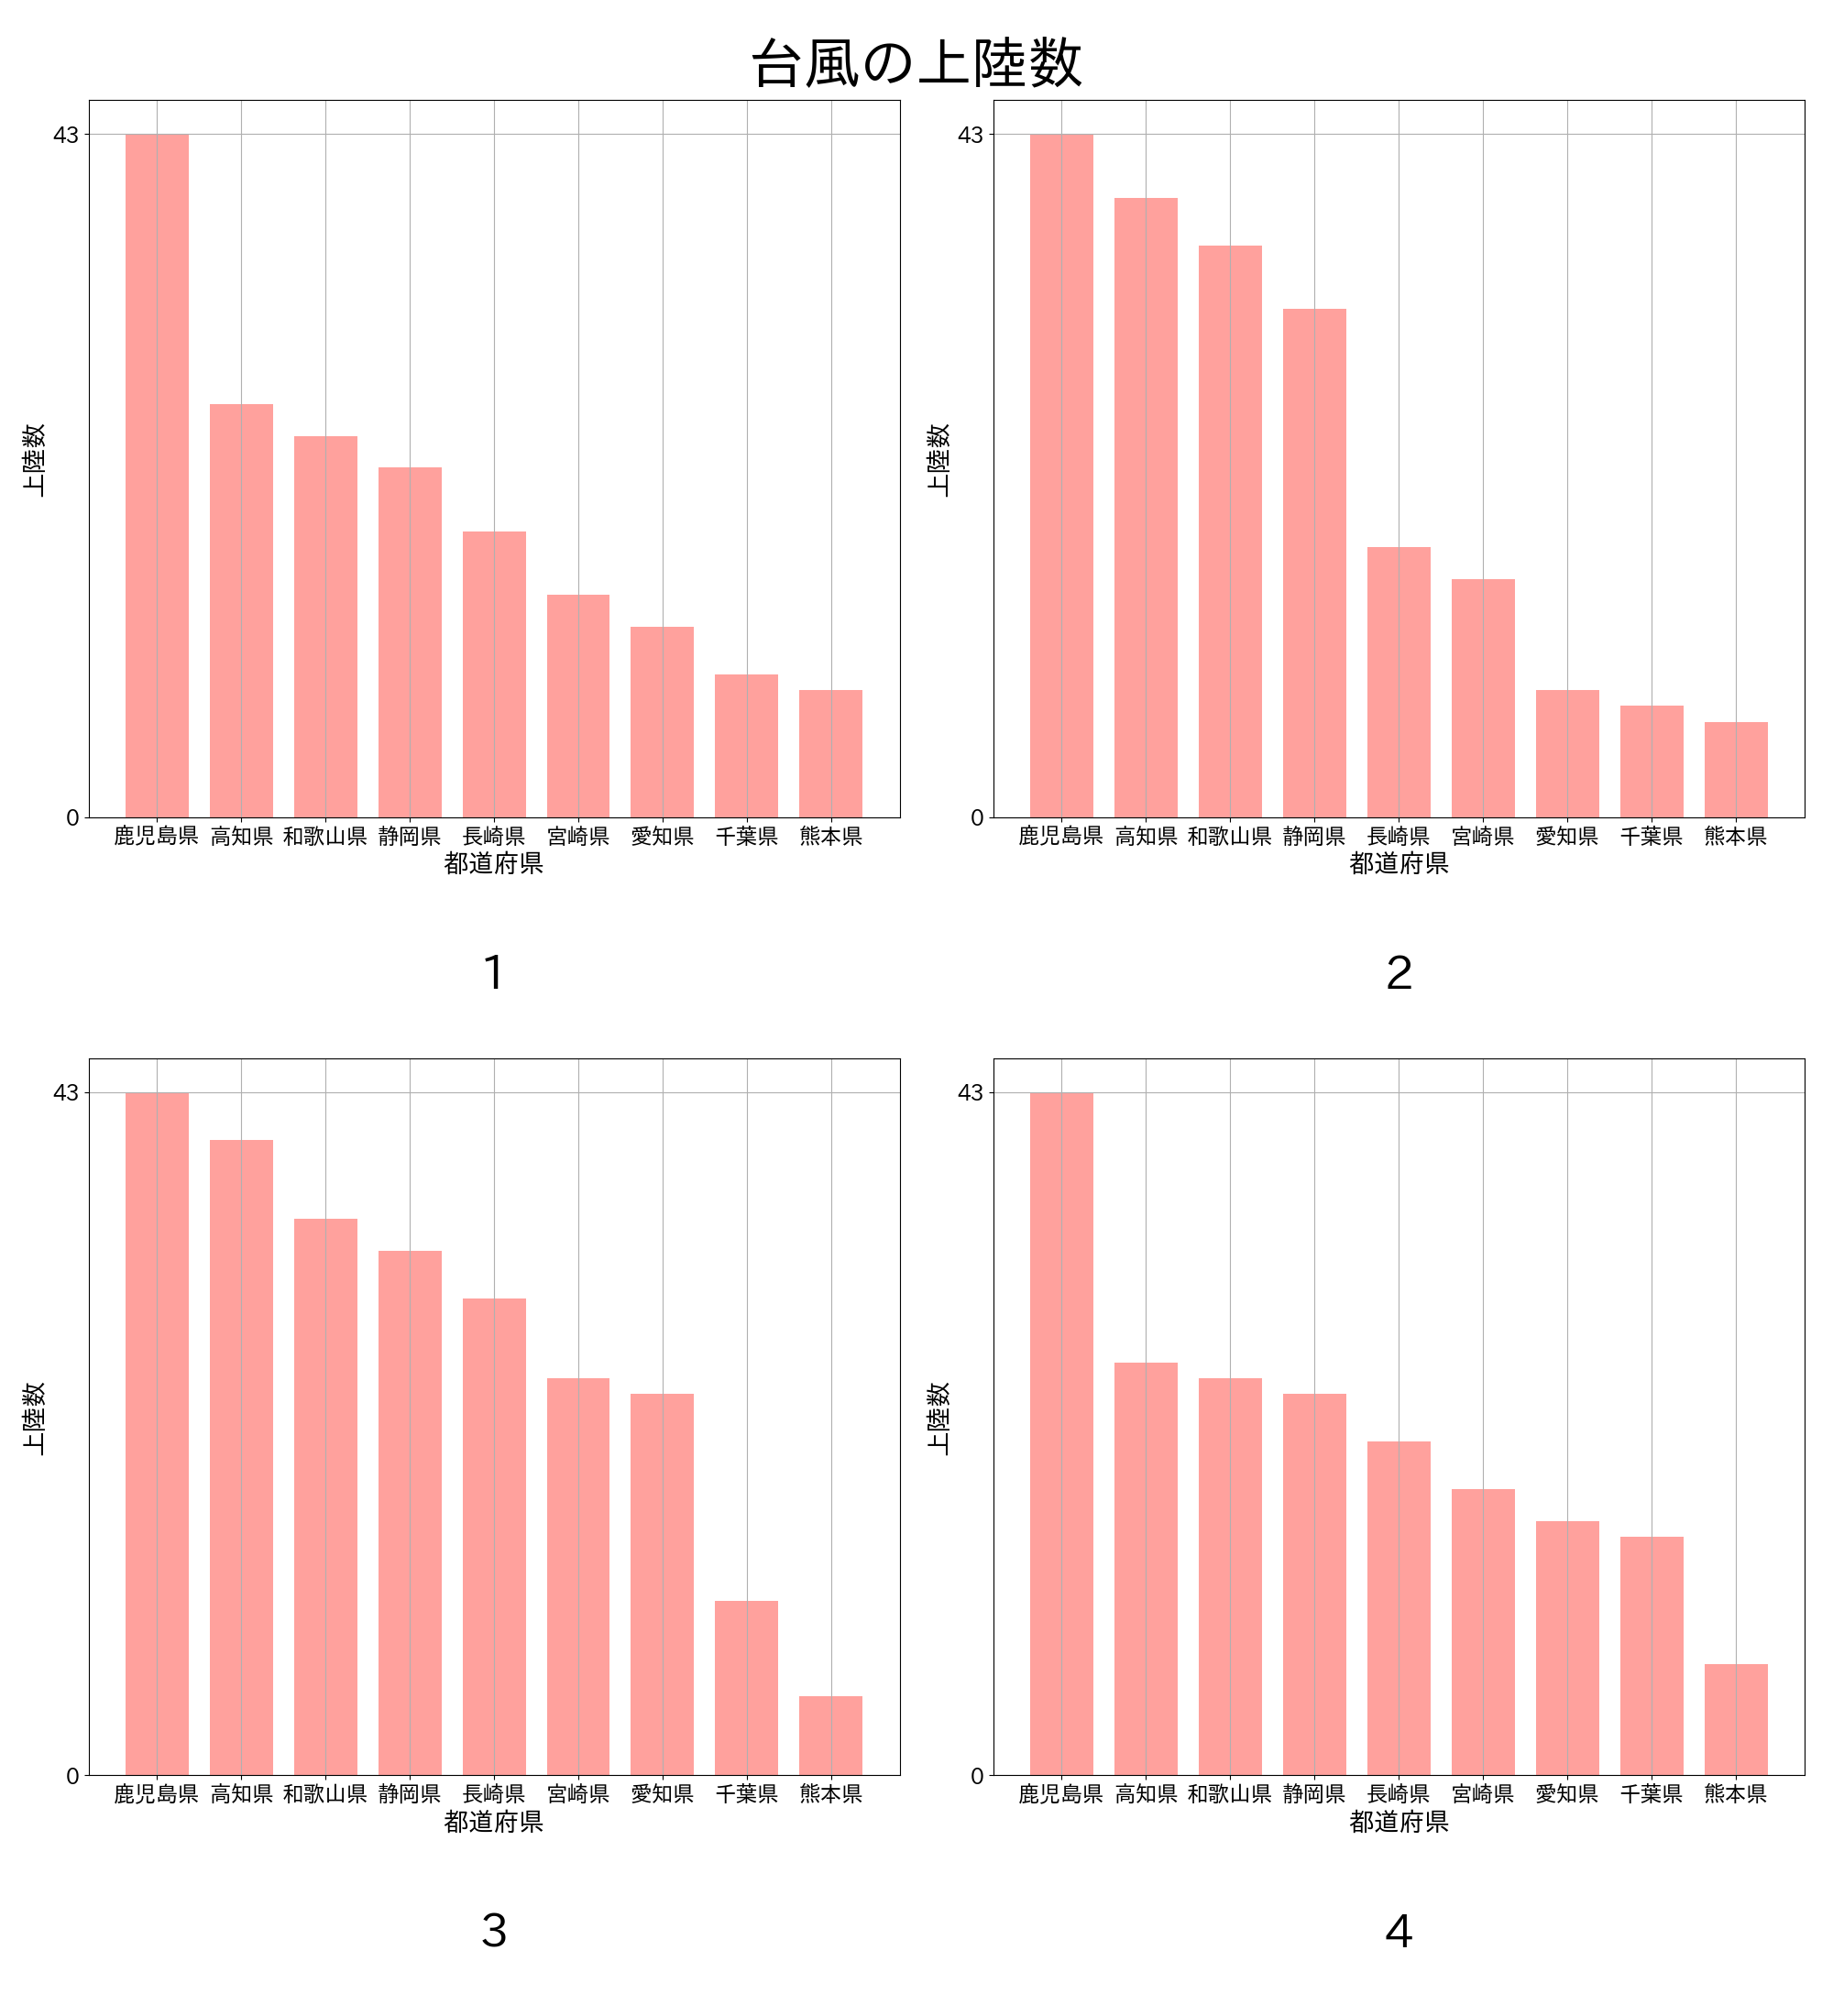 台風の上陸数
43
0
上陸数
鹿児島県 高知県 和歌山県 静岡県 長崎県 宮崎県 愛知県 千葉県 熊本県
都道府県
1
43
0
上陸数
鹿児島県 高知県 和歌山県 静岡県 長崎県 宮崎県 愛知県 千葉県 熊本県
都道府県
2
43
0
上陸数
鹿児島県 高知県 和歌山県 静岡県 長崎県 宮崎県 愛知県 千葉県 熊本県
都道府県
3
43
0
上陸数
鹿児島県 高知県 和歌山県 静岡県 長崎県 宮崎県 愛知県 千葉県 熊本県
都道府県
4